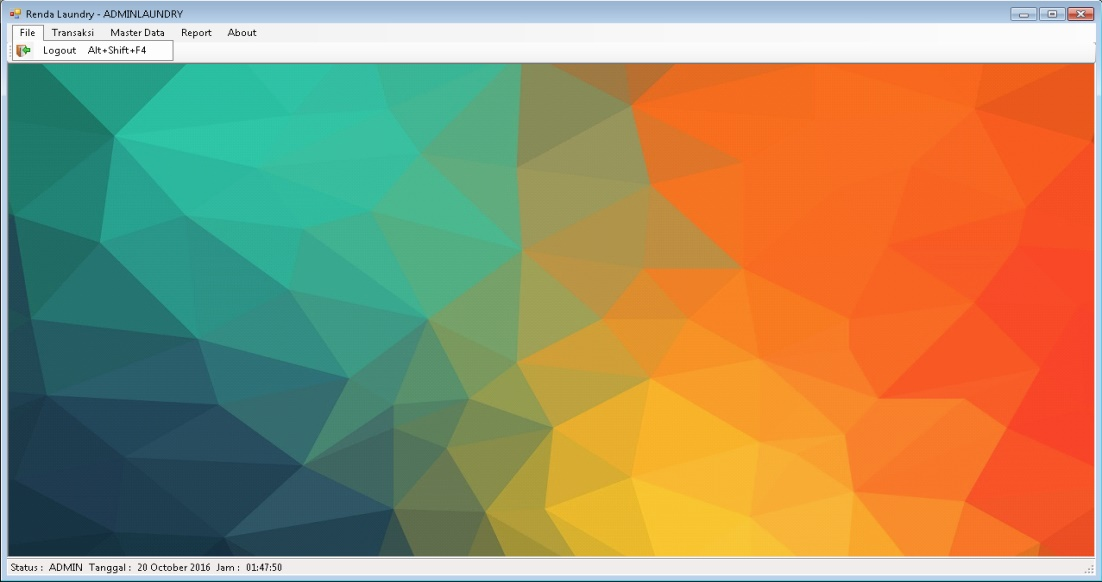 Renda Laundry - ADMINLAUNDRY
File Transaksi Master Data Report About
Logout Alt+Shift+F4
Status : ADMIN Tanggal : 20 October 2016 Jam : 01:47:50